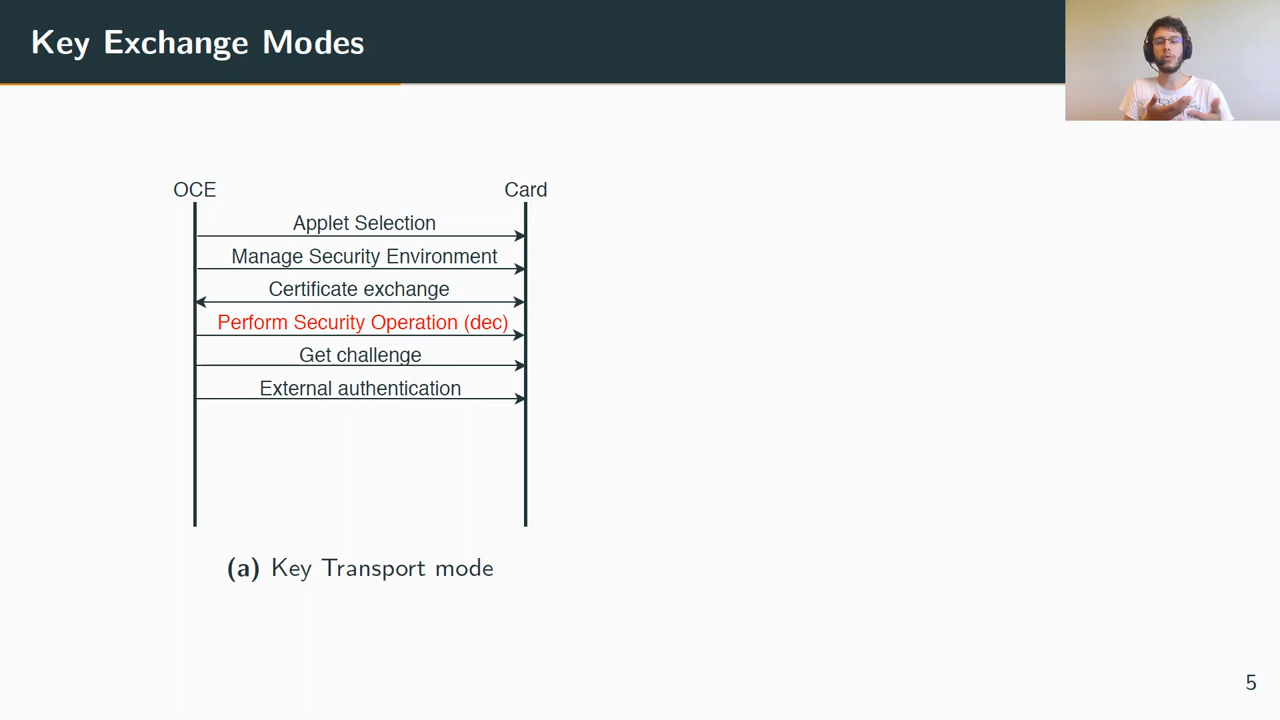 Key Exchange Modes
OCE Card
Applet Selection
Manage Security Environment
Certificate exchange
Perform Security Operation (dec)
Get challenge
External authentication
(a) Key Transport mode
5